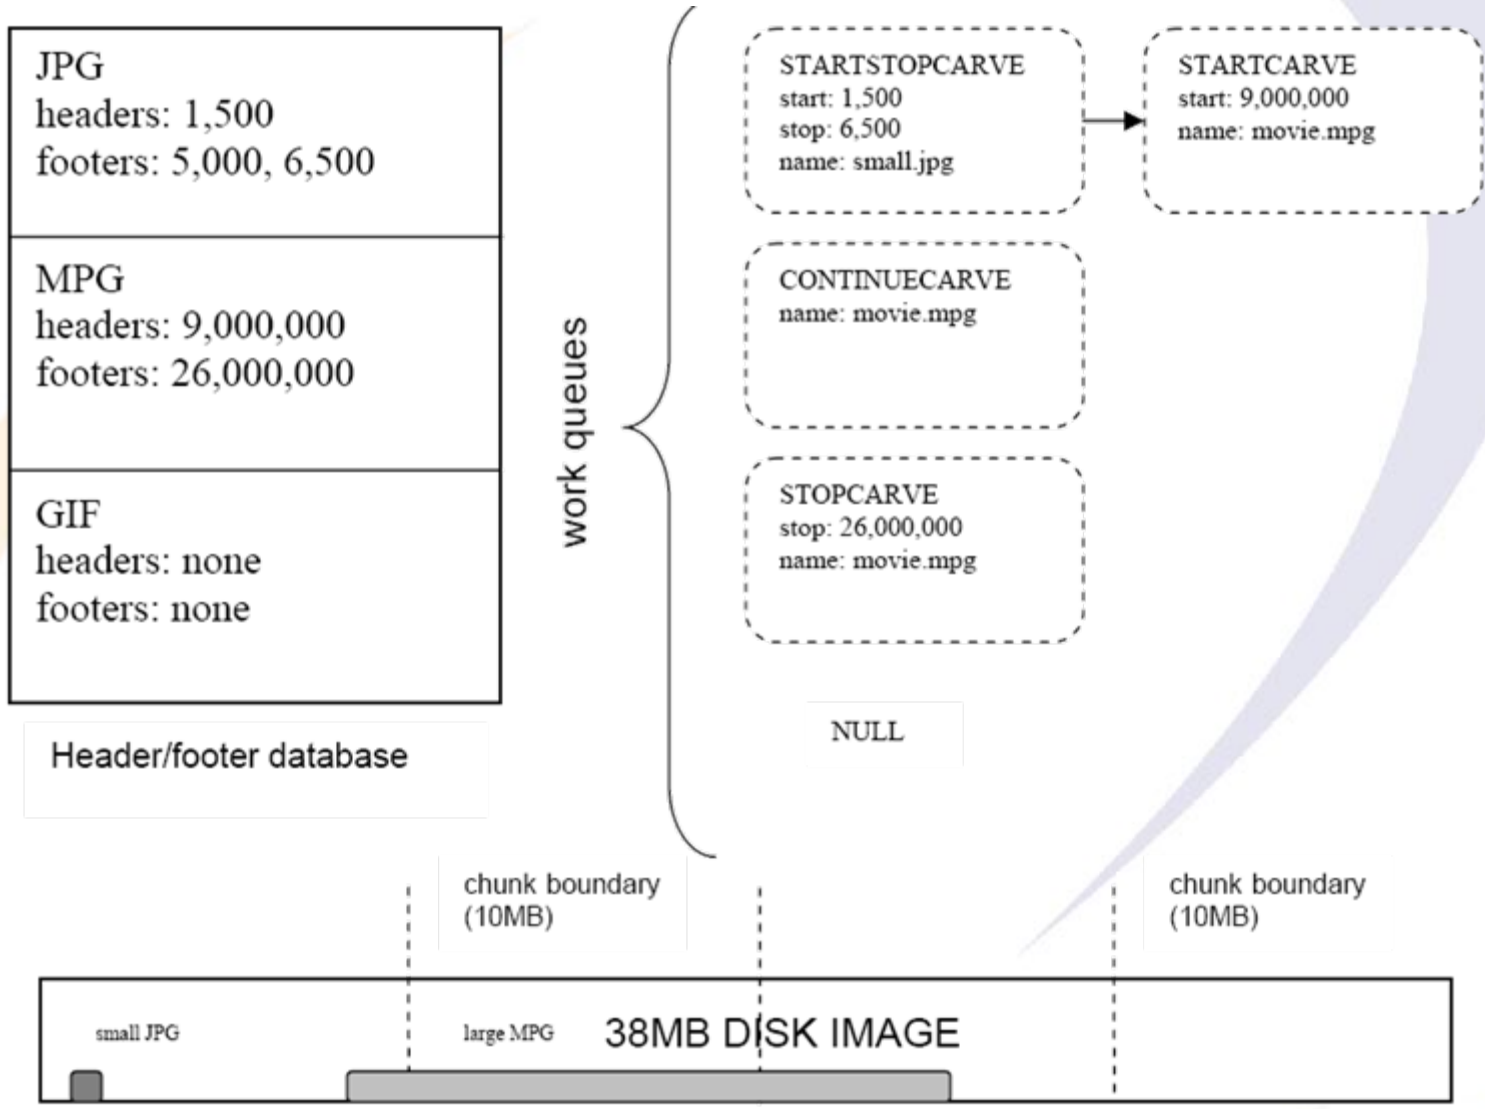 JPG
headers: 1,500
footers: 5,000, 6,500
MPG
headers: 9,000,000
footers: 26,000,000
GIF
headers: none
footers: none
Header/footer database
work queues
STARTSTOPCARVE
start: 1,500
stop: 6,500
name: small.jpg
STARTCARVE
start: 9,000,000
name: movie.mpg
CONTINUECARVE
name: movie.mpg
STOPCARVE
stop: 26,000,000
name: movie.mpg
NULL
chunk boundary
(10MB)
chunk boundary
(10MB)
small JPG
large MPG
38MB DISK IMAGE